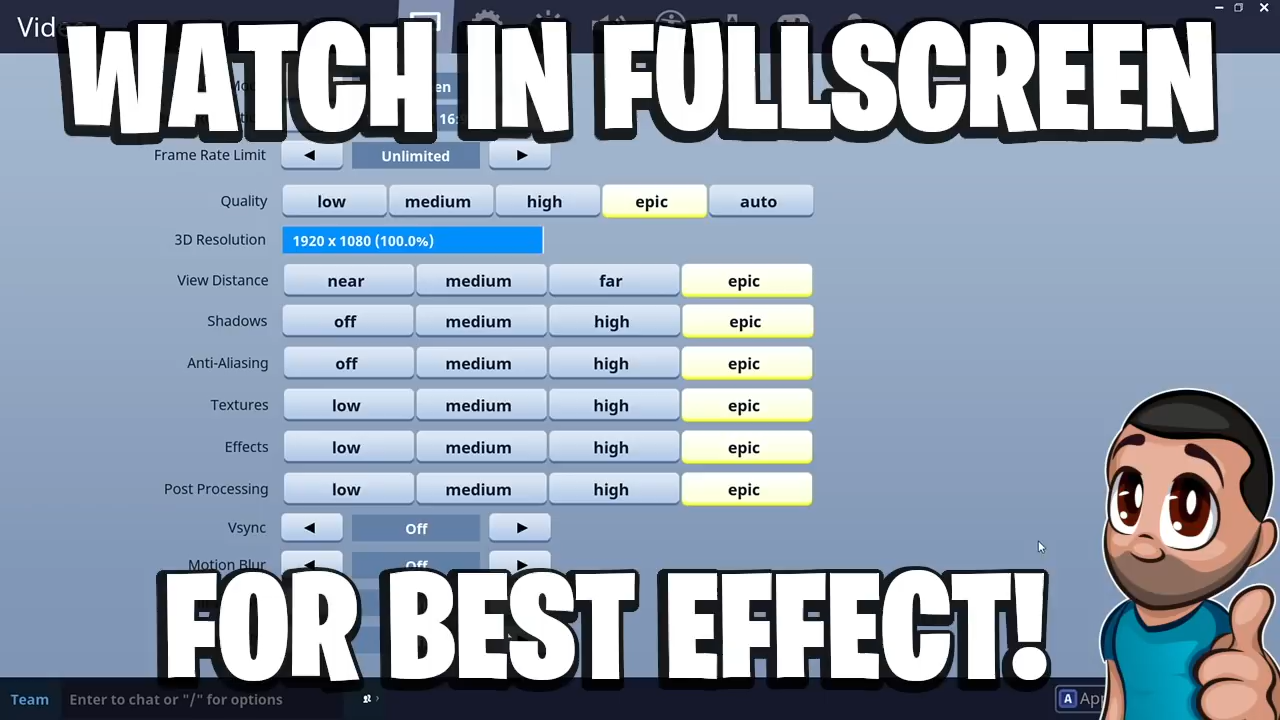 WATCH IN FULLSCREEN
Frame Rate Limit Unlimited
Quality low medium high epic auto
3D Resolution 1920 x 1080 (100.0%)
View Distance near medium far epic
Shadows off medium high epic
Anti-Aliasing off medium high epic
Textures low medium high epic
Effects low medium high epic
Post Processing low medium high epic
Vsync Off
Motion Blur Off
FOR BEST EFFECT!
Team Enter to chat or "/" for options
A